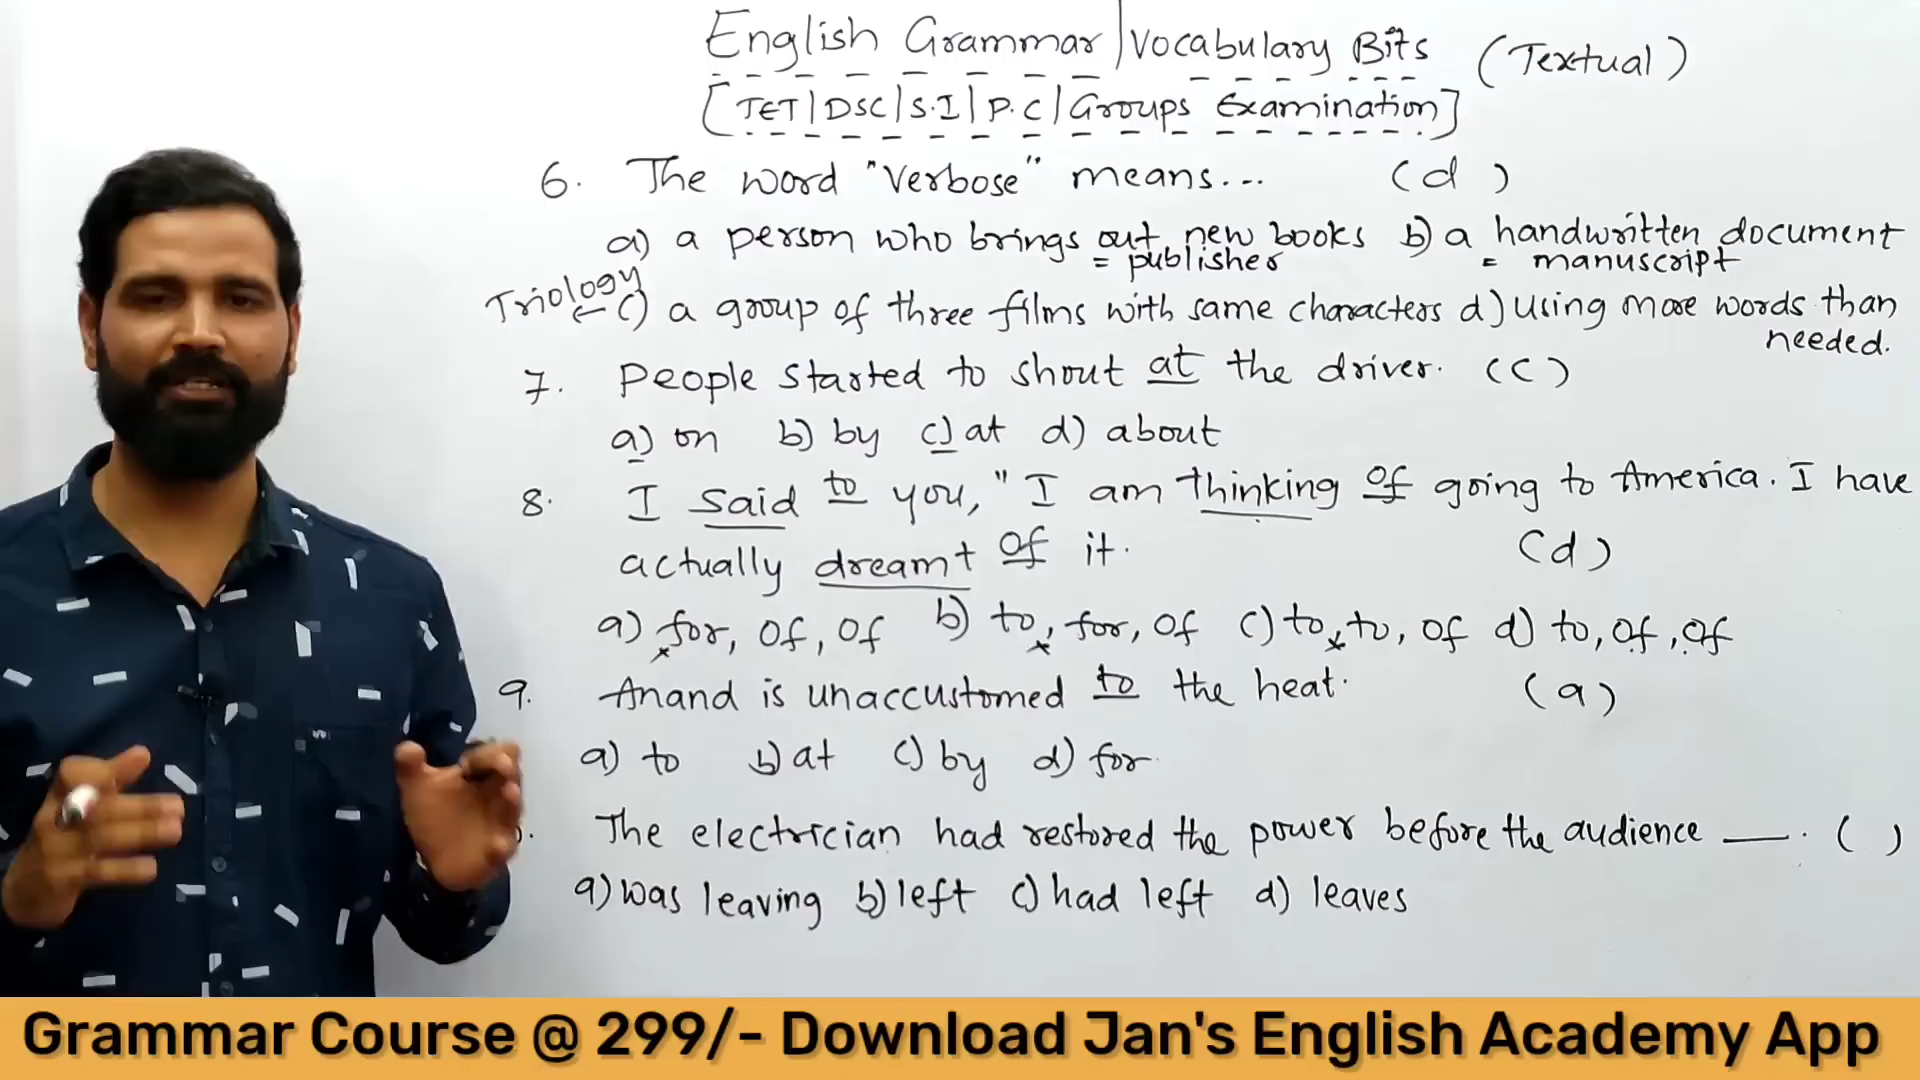 English Grammar | Vocabulary Bits (Textual)
[TET | DSC | S.I | P.C | Groups Examination]
6. The word "Verbose" means... (d)
a) a person who brings out new books b) a handwritten document
= publisher = manuscript
Triology
← c) a group of three films with same characters d) Using more words than
needed.
7. People started to shout at the driver. (c)
a) on b) by c) at d) about
8. I said to you, "I am thinking of going to America. I have
actually dreamt of it. (d)
a) for, of, of b) to, for, of c) to, to, of d) to, of, of
9. Anand is unaccustomed to the heat. (a)
a) to b) at c) by d) for
The electrician had restored the power before the audience ___. ( )
a) was leaving b) left c) had left d) leaves
Grammar Course @ 299/- Download Jan's English Academy App